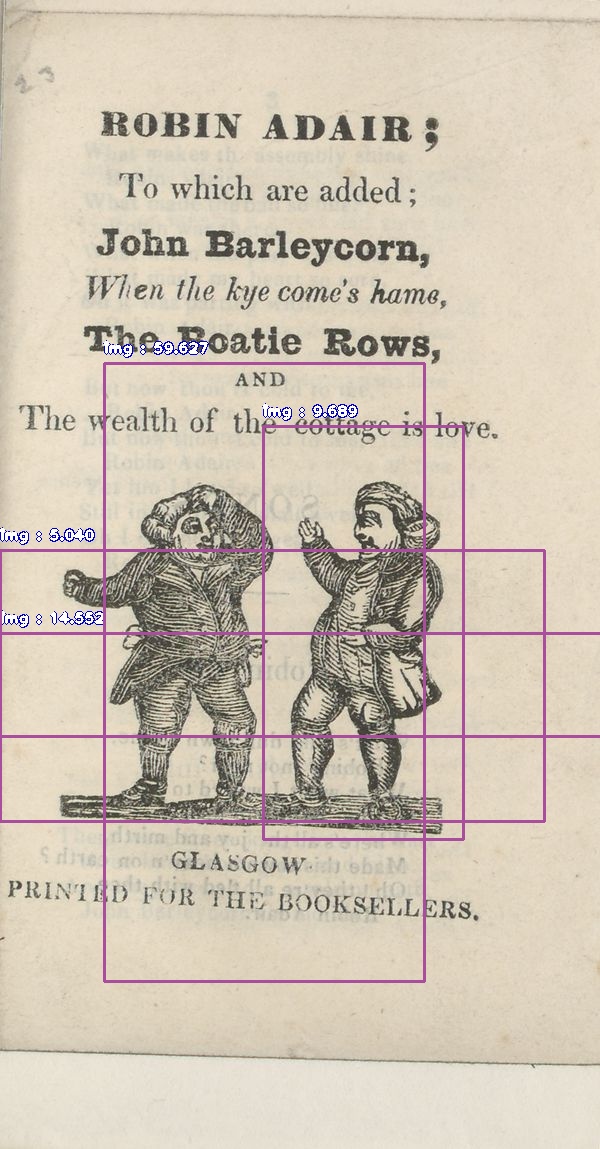 23
ROBIN ADAIR;
To which are added;
John Barleycorn,
When the kye come's hame,
The Boatie Rows,
img : 59.627
AND
img : 9.689
The wealth of the cottage is love.
img : 5.040
img : 14.552
GLASGOW.
PRINTED FOR THE BOOKSELLERS.